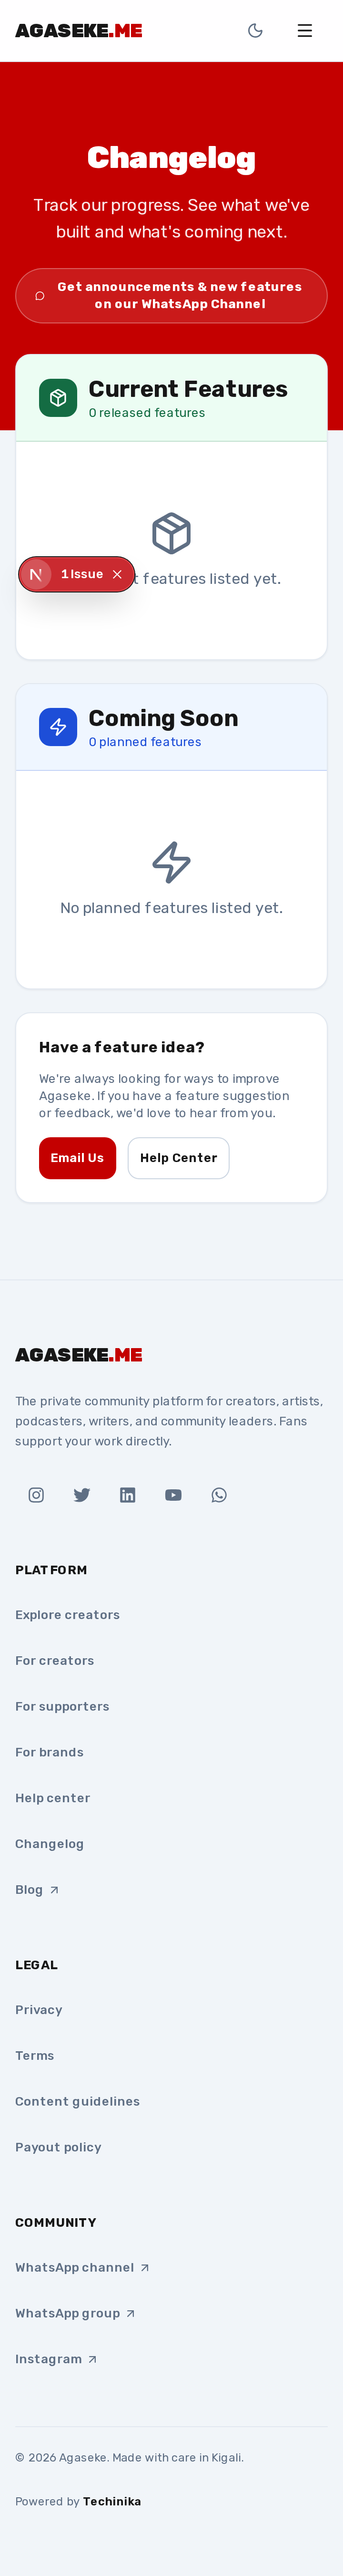 AGASEKE.ME
Changelog
Track our progress. See what we've
built and what's coming next.
Get announcements & new features
on our WhatsApp Channel
Current Features
0 released features
features listed yet.
1 Issue
Coming Soon
0 planned features
No planned features listed yet.
Have a feature idea?
We're always looking for ways to improve
Agaseke. If you have a feature suggestion
or feedback, we'd love to hear from you.
Email Us
Help Center
AGASEKE.ME
The private community platform for creators, artists,
podcasters, writers, and community leaders. Fans
support your work directly.
PLATFORM
Explore creators
For creators
For supporters
For brands
Help center
Changelog
Blog
LEGAL
Privacy
Terms
Content guidelines
Payout policy
COMMUNITY
WhatsApp channel
WhatsApp group
Instagram
© 2026 Agaseke. Made with care in Kigali.
Powered by Techinika